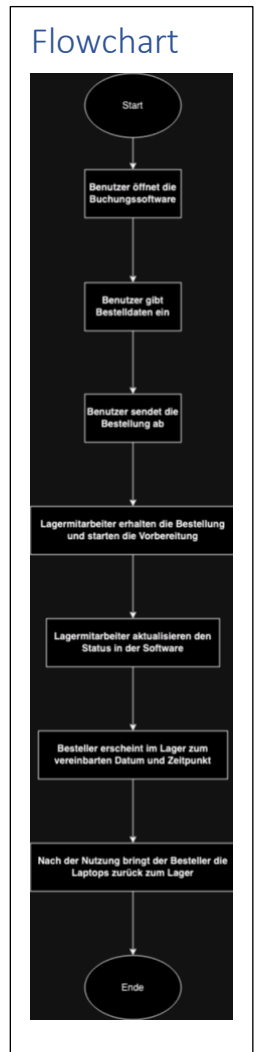 Flowchart
Start
Benutzer öffnet die
Buchungssoftware
Benutzer gibt
Bestelldaten ein
Benutzer sendet die
Bestellung ab
Lagermitarbeiter erhalten die Bestellung
und starten die Vorbereitung
Lagermitarbeiter aktualisieren den
Status in der Software
Besteller erscheint im Lager zum
vereinbarten Datum und Zeitpunkt
Nach der Nutzung bringt der Besteller die
Laptops zurück zum Lager
Ende